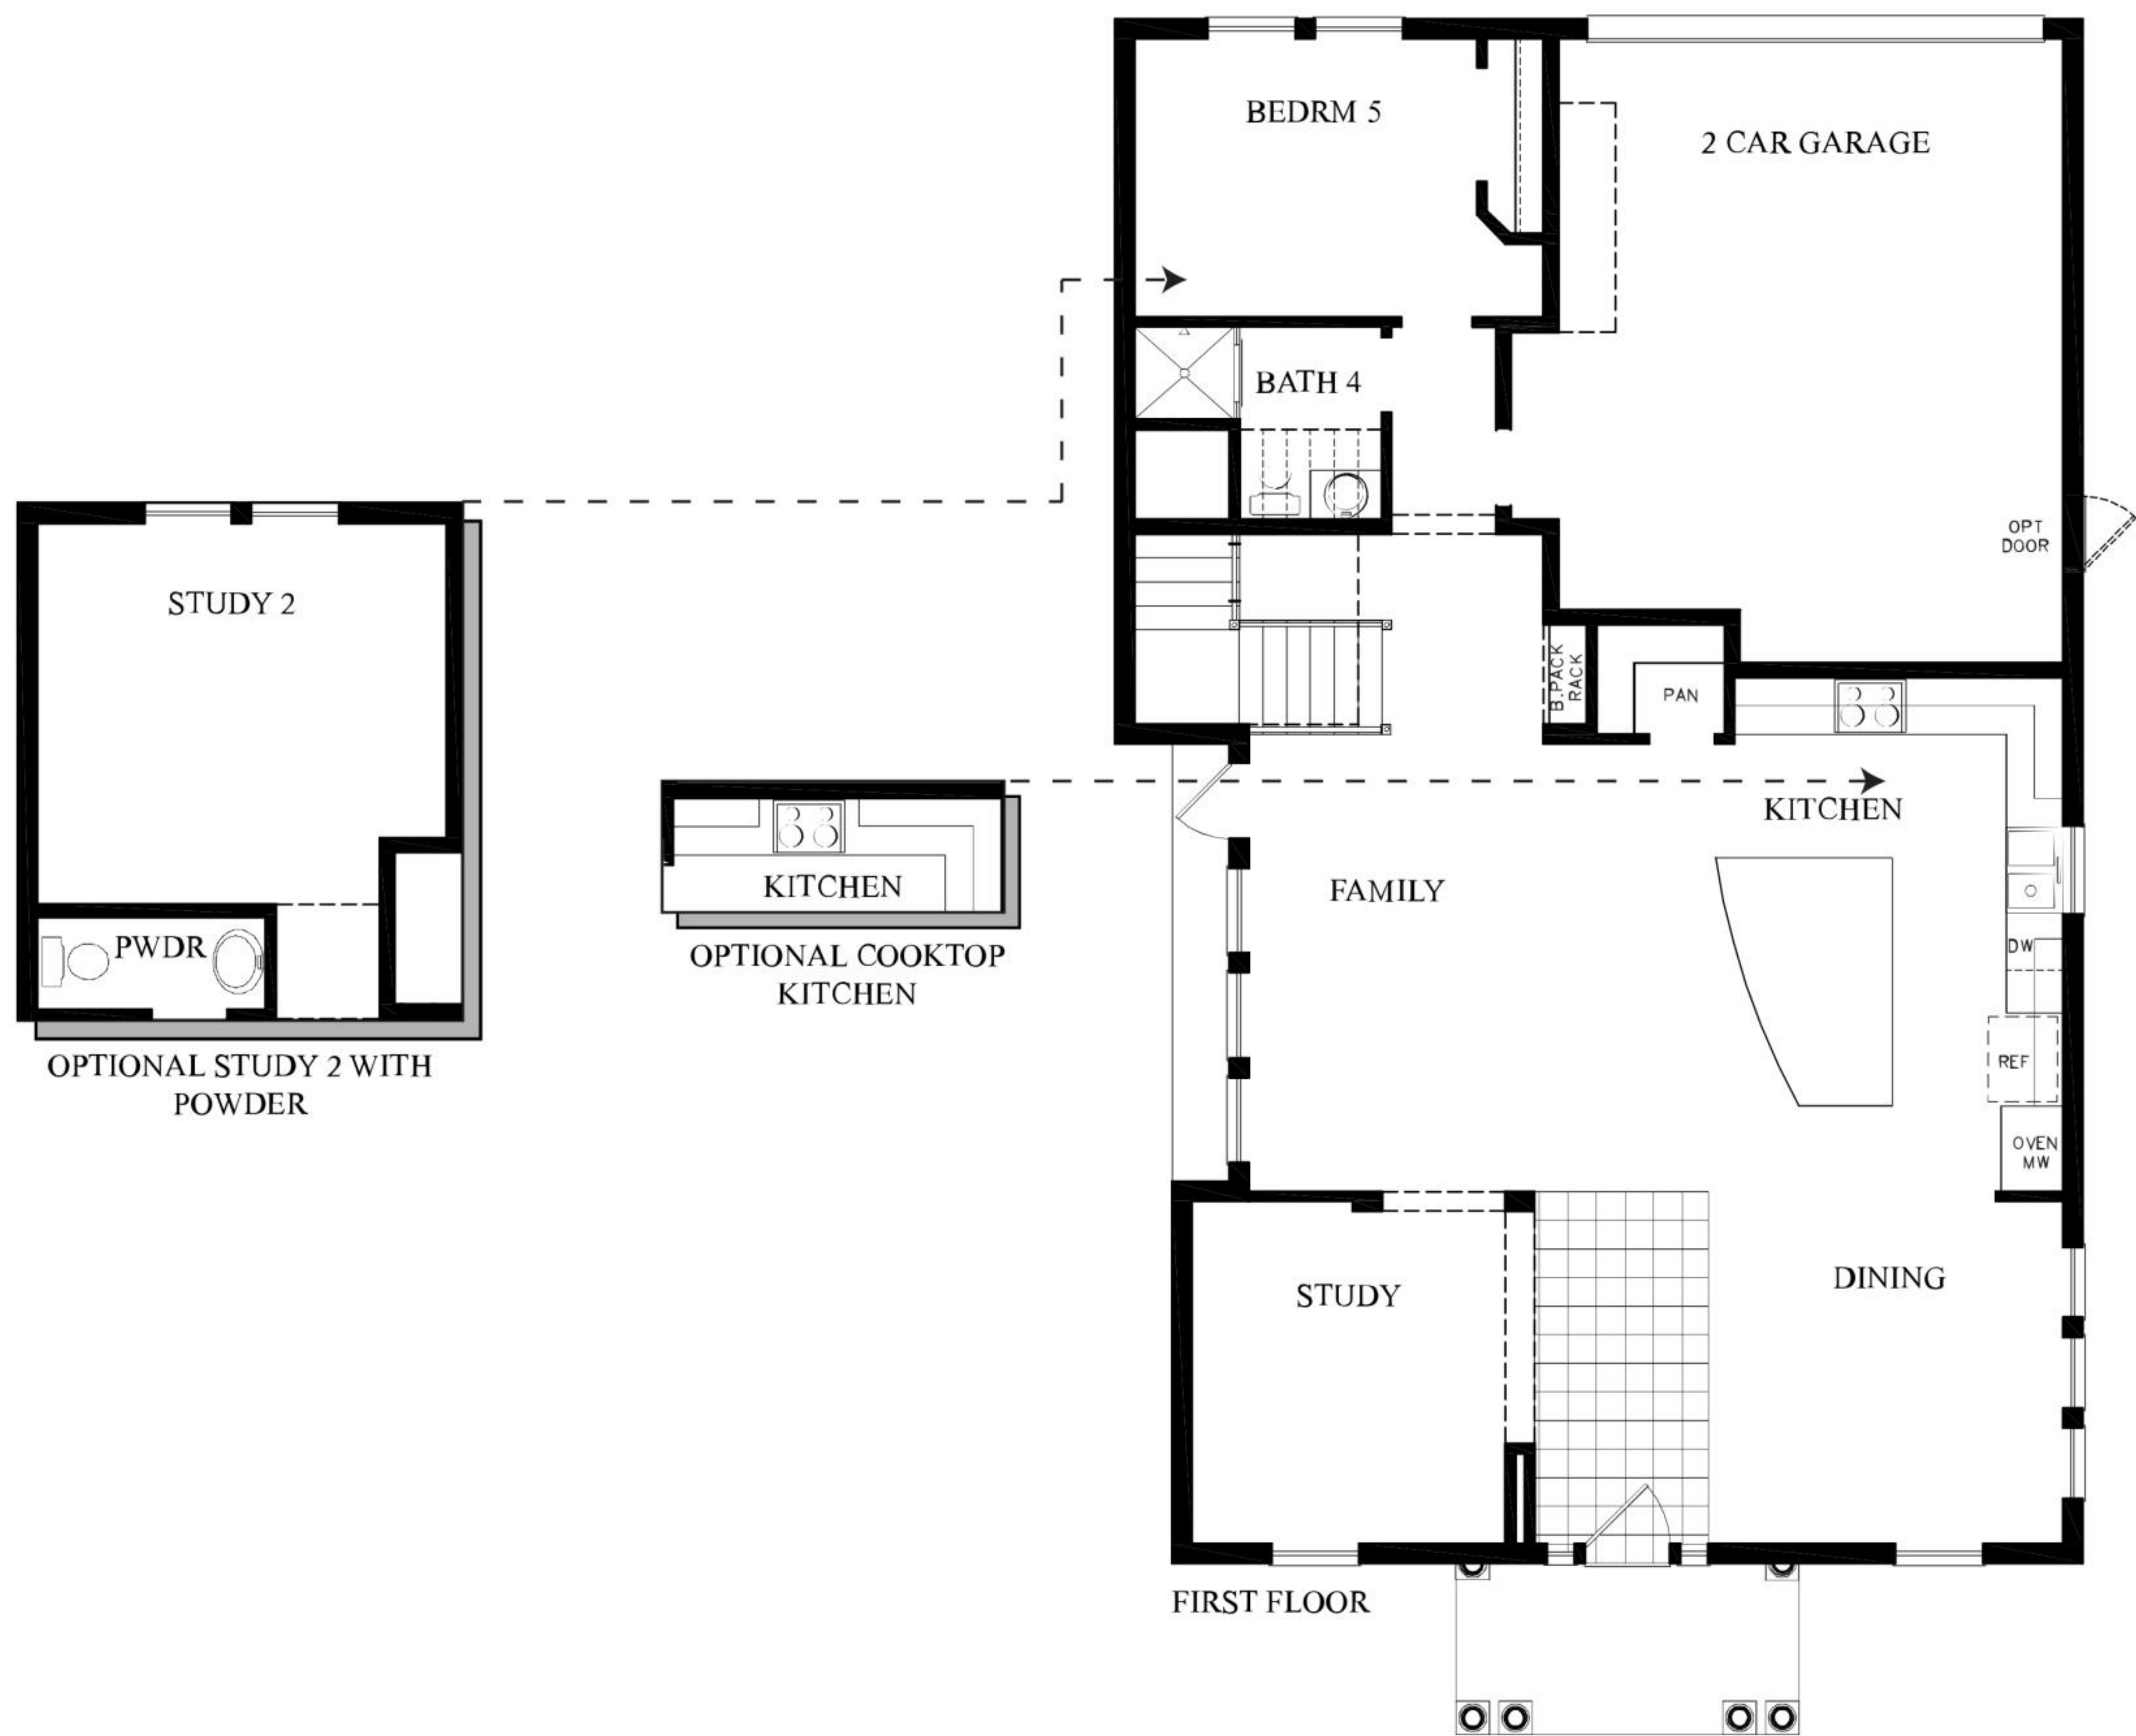 BEDRM 5
2 CAR GARAGE
BATH 4
OPT
DOOR
STUDY 2
B.PACK
RACK
PAN
KITCHEN
KITCHEN
FAMILY
PWDR
DW
OPTIONAL COOKTOP
KITCHEN
REF
OPTIONAL STUDY 2 WITH
POWDER
OVEN
MW
STUDY
DINING
FIRST FLOOR